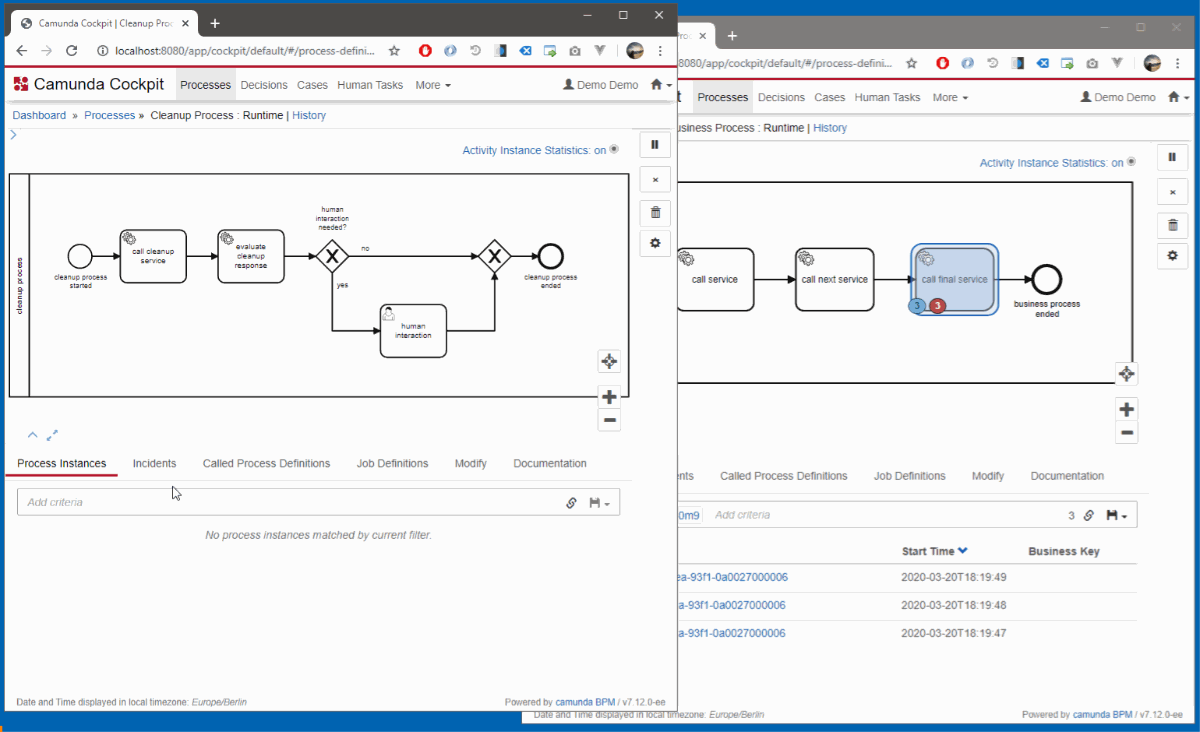 Camunda Cockpit | Cleanup Proc
localhost:8080/app/cockpit/default/#/process-defini...
Camunda Cockpit
Processes Decisions Cases Human Tasks More
Demo Demo
Dashboard » Processes » Cleanup Process : Runtime | History
Activity Instance Statistics: on
cleanup process
cleanup process
started
call cleanup
service
evaluate
cleanup
response
human
interaction
needed?
no
yes
human
interaction
cleanup process
ended
Process Instances Incidents Called Process Definitions Job Definitions Modify Documentation
Add criteria
No process instances matched by current filter.
Date and Time displayed in local timezone: Europe/Berlin
Powered by camunda BPM / v7.12.0-ee
8080/app/cockpit/default/#/process-defini...
t
Processes Decisions Cases Human Tasks More
Demo Demo
usiness Process : Runtime | History
Activity Instance Statistics: on
call service
call next service
call final service
3 3
business process
ended
nts Called Process Definitions Job Definitions Modify Documentation
0m9 Add criteria 3
Start Time Business Key
ea-93f1-0a0027000006 2020-03-20T18:19:49
a-93f1-0a0027000006 2020-03-20T18:19:48
a-93f1-0a0027000006 2020-03-20T18:19:47
Date and Time displayed in local timezone: Europe/Berlin
Powered by camunda BPM / v7.12.0-ee